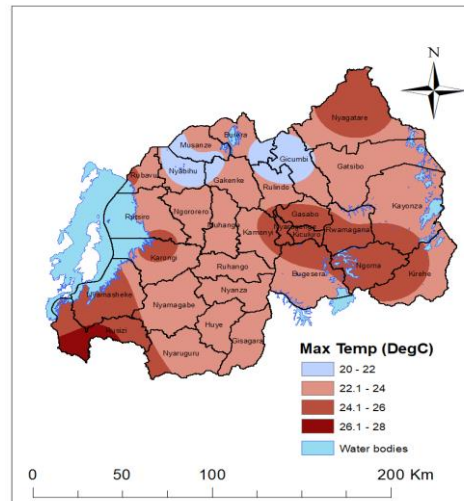 N
Nyagatare
Burera
Musanze
Gicumbi
Nyabihu
Gatsibo
Gakenke
Rubavu
Rulindo
Kayonza
Rutsiro
Ngororero
Gasabo
Muhanga
Nyarugenge
Rwamagana
Kamonyi
Kicukiro
Karongi
Ngoma
Ruhango
Bugesera
Kirehe
Nyanza
Nyamasheke
Nyamagabe
Huye
Rusizi
Gisagara
Nyaruguru
Max Temp (DegC)
20 - 22
22.1 - 24
24.1 - 26
26.1 - 28
Water bodies
0 50 100 200 Km